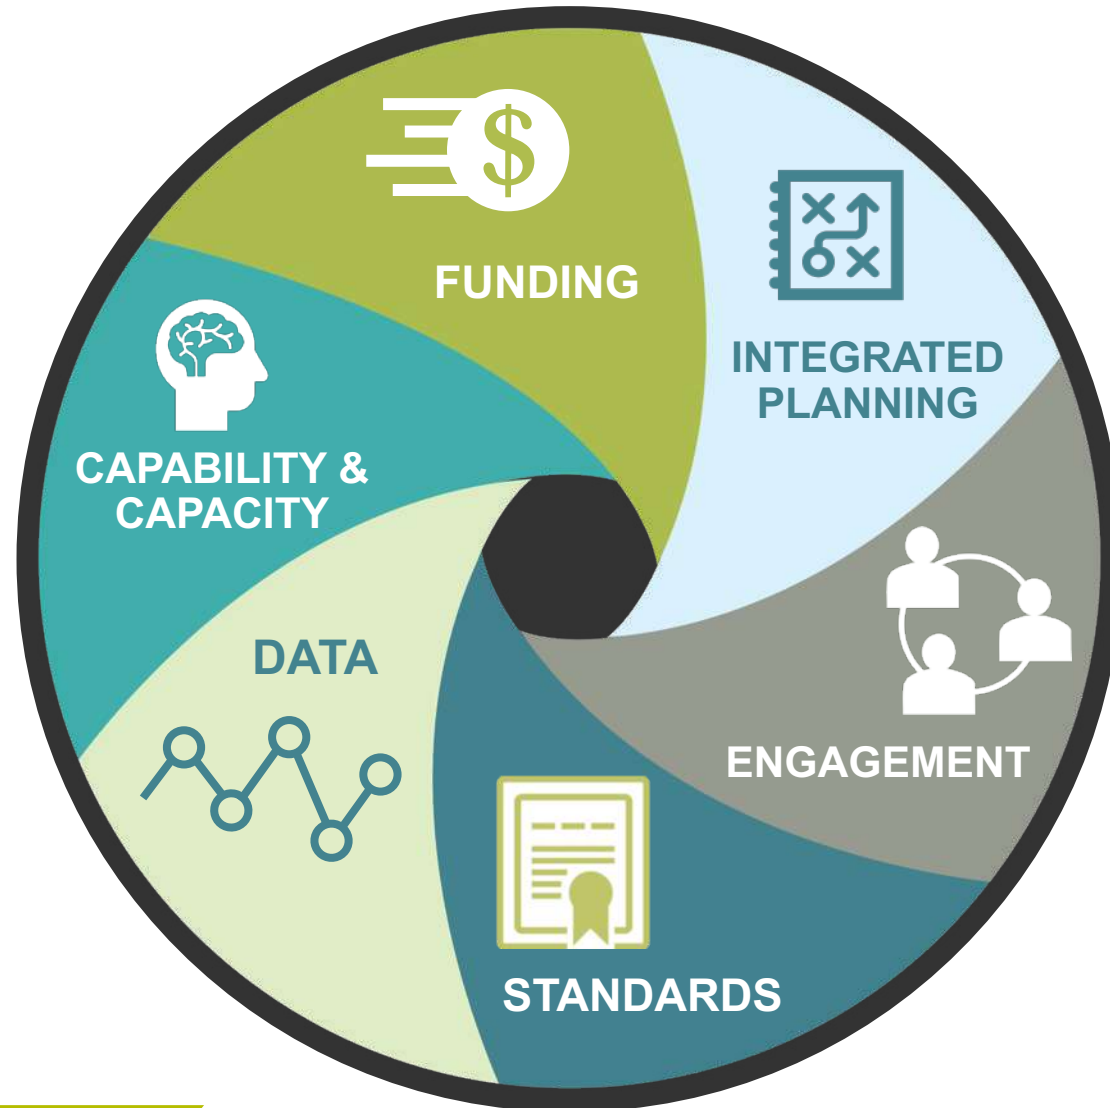 $
FUNDING
INTEGRATED
PLANNING
CAPABILITY &
CAPACITY
DATA
ENGAGEMENT
STANDARDS